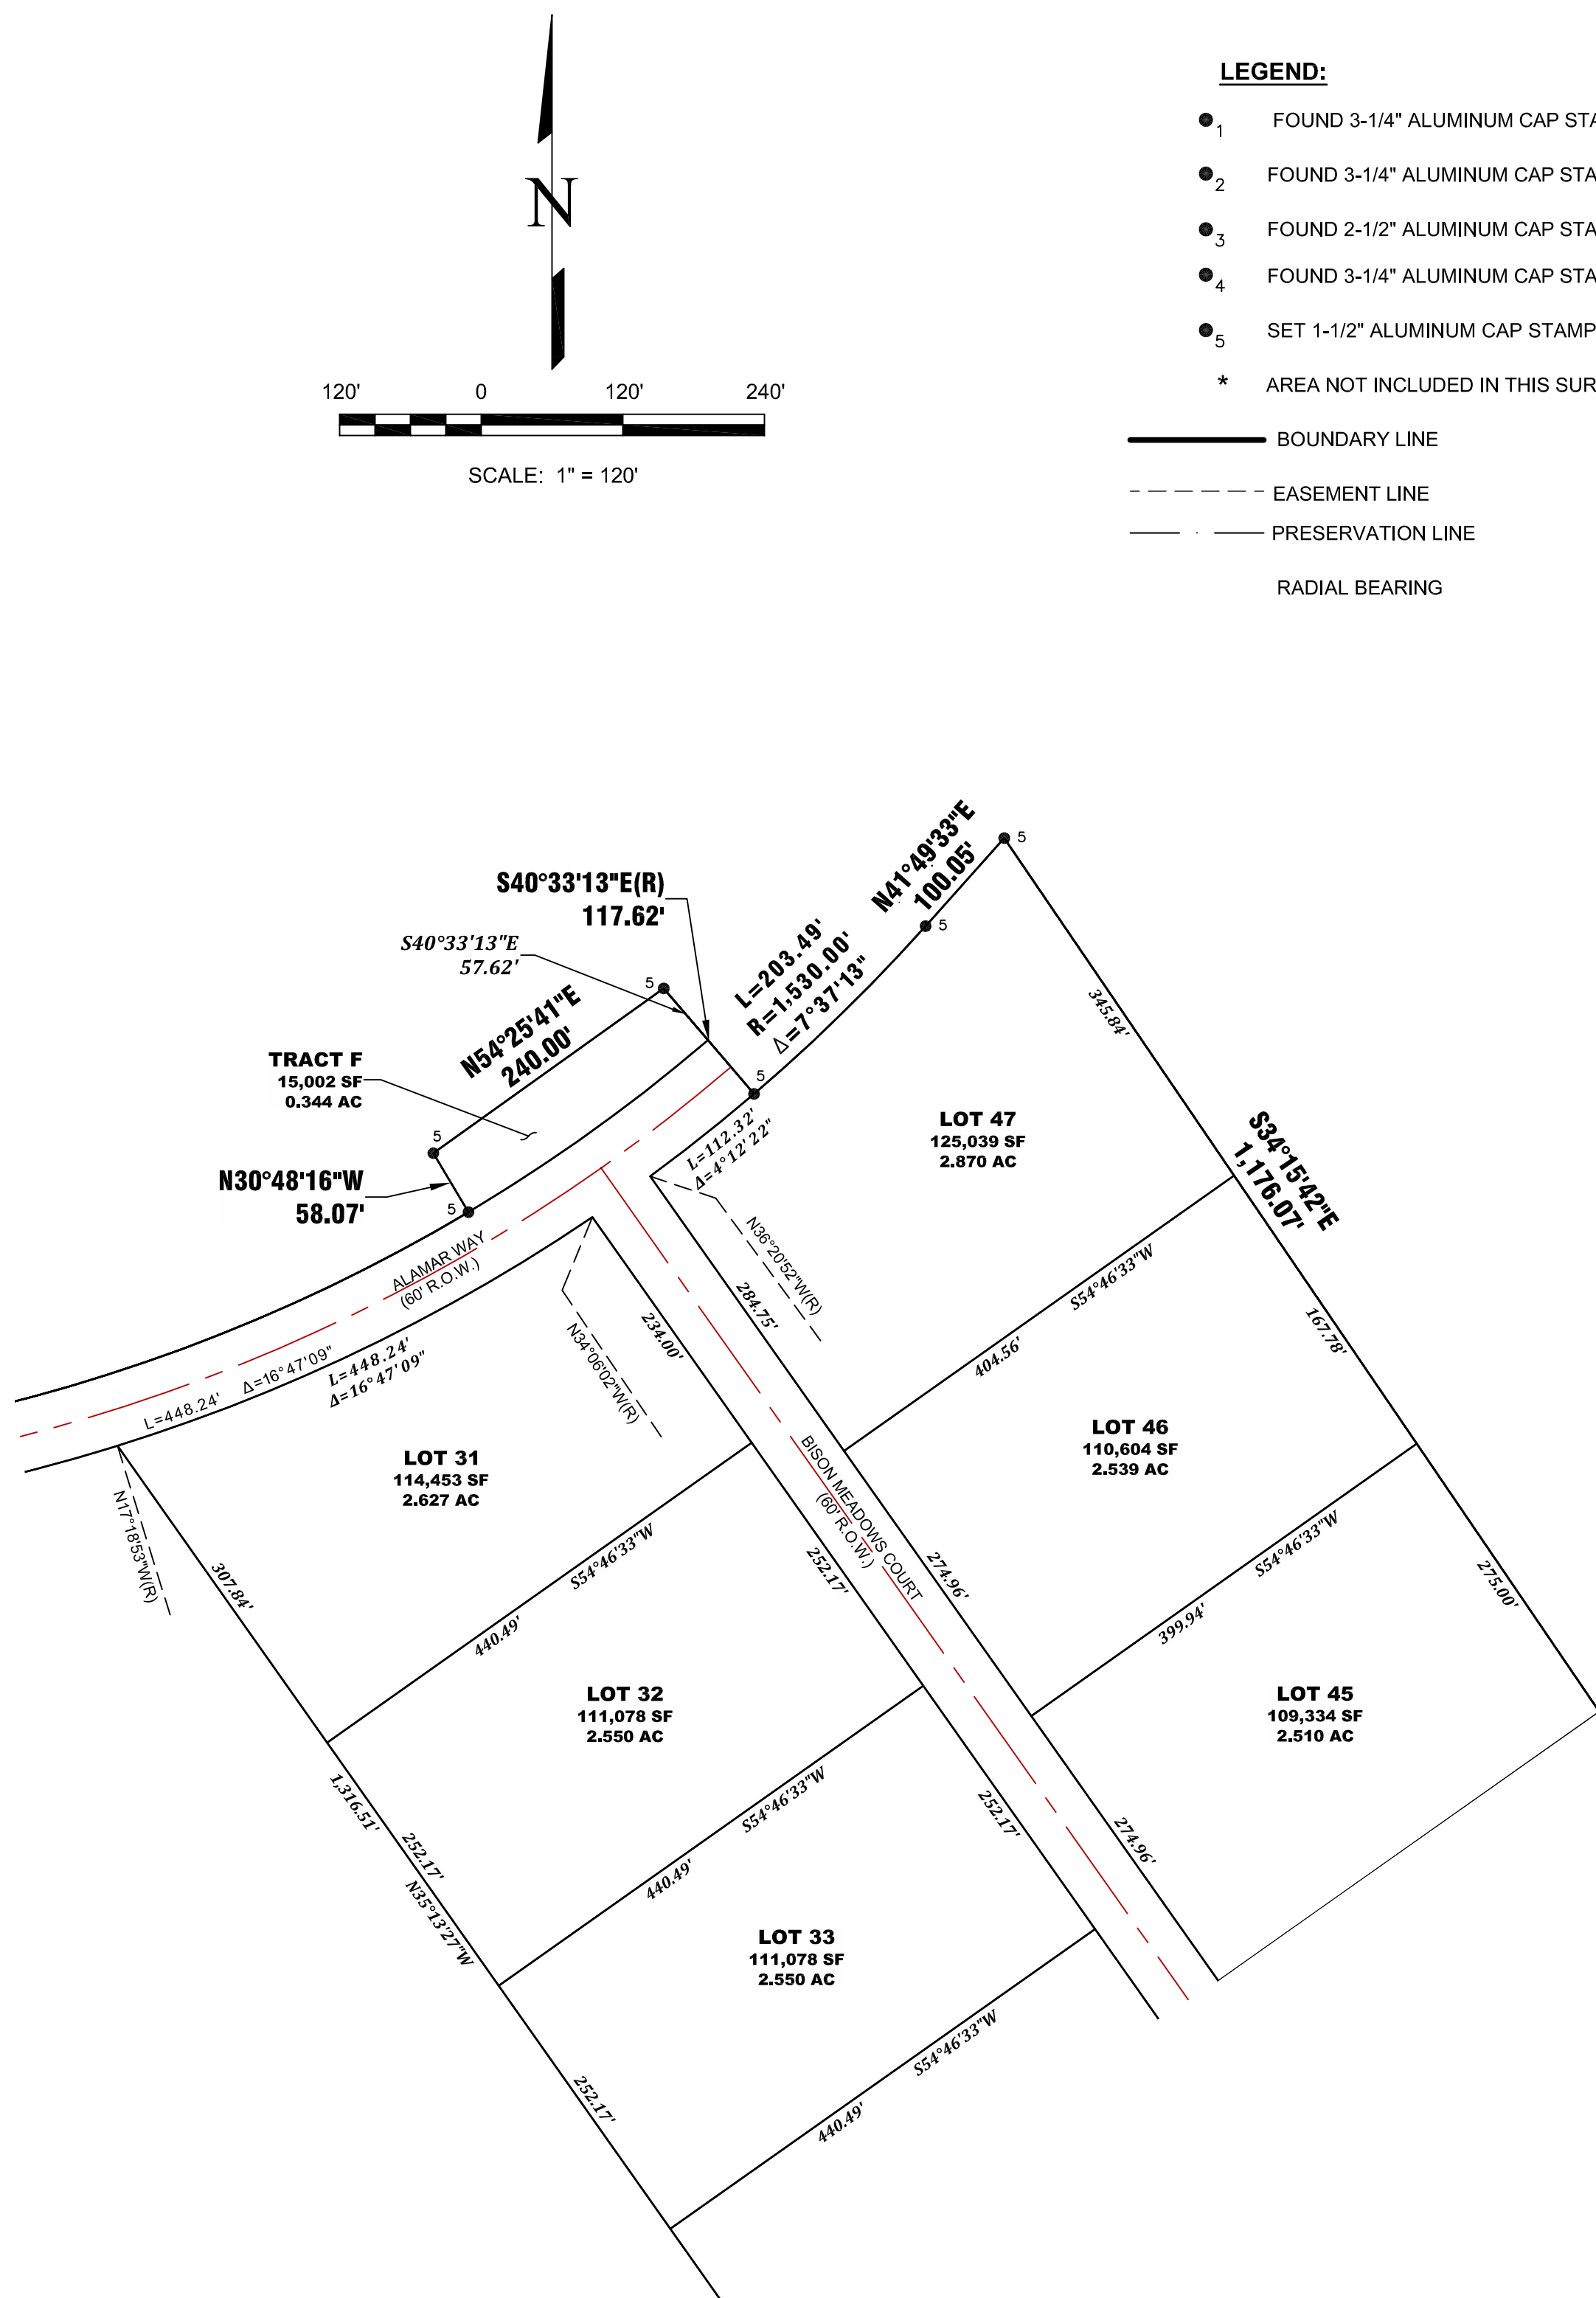 N
120'
0
120'
240'
SCALE: 1" = 120'
LEGEND:
1 FOUND 3-1/4" ALUMINUM CAP STA
2 FOUND 3-1/4" ALUMINUM CAP STA
3 FOUND 2-1/2" ALUMINUM CAP STA
4 FOUND 3-1/4" ALUMINUM CAP STA
5 SET 1-1/2" ALUMINUM CAP STAMP
* AREA NOT INCLUDED IN THIS SUR
BOUNDARY LINE
EASEMENT LINE
PRESERVATION LINE
RADIAL BEARING
N41°49'33"E
100.05'
5
5
S40°33'13"E(R)
117.62'
S40°33'13"E
57.62'
5
L=203.49'
R=1,530.00'
Δ=7°37'13"
N54°25'41"E
240.00'
TRACT F
15,002 SF
0.344 AC
5
5
N30°48'16"W
58.07'
5
L=112.32'
Δ=4°12'22"
345.84'
LOT 47
125,039 SF
2.870 AC
S34°15'42"E
1,176.07'
ALAMAR WAY
(60' R.O.W.)
N36°20'52"W(R)
284.75'
S54°46'33"W
404.56'
167.78'
234.00'
N34°06'02"W(R)
L=448.24'
Δ=16°47'09"
L=448.24'
Δ=16°47'09"
LOT 31
114,453 SF
2.627 AC
N17°18'53"W(R)
307.84'
LOT 46
110,604 SF
2.539 AC
BISON MEADOWS COURT
(60' R.O.W.)
S54°46'33"W
440.49'
252.17'
274.96'
S54°46'33"W
399.94'
275.00'
LOT 32
111,078 SF
2.550 AC
LOT 45
109,334 SF
2.510 AC
1,316.51'
252.17'
N35°13'27"W
S54°46'33"W
440.49'
252.17'
274.96'
LOT 33
111,078 SF
2.550 AC
252.17'
S54°46'33"W
440.49'